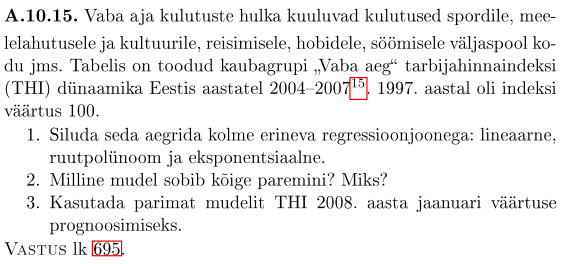 A.10.15. Vaba aja kulutuste hulka kuuluvad kulutused spordile, mee-
lelahutusele ja kultuurile, reisimisele, hobidele, söömisele väljaspool ko-
du jms. Tabelis on toodud kaubagrupi „Vaba aeg“ tarbijahinnaindeksi
(THI) dünaamika Eestis aastatel 2004–2007¹⁵. 1997. aastal oli indeksi
väärtus 100.
1. Siluda seda aegrida kolme erineva regressioonjoonega: lineaarne,
ruutpolünoom ja eksponentsiaalne.
2. Milline mudel sobib kõige paremini? Miks?
3. Kasutada parimat mudelit THI 2008. aasta jaanuari väärtuse
prognoosimiseks.
VASTUS lk 695.